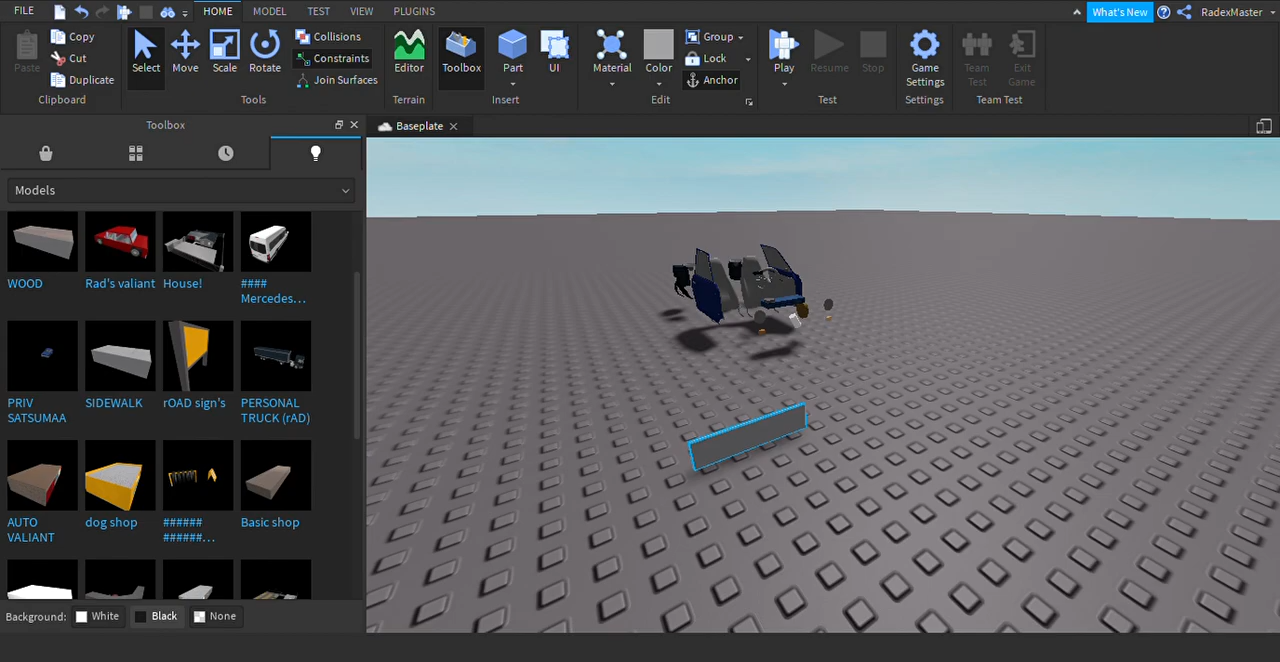 FILE HOME MODEL TEST VIEW PLUGINS What's New RadexMaster
Paste Copy Cut Duplicate
Clipboard
Select Move Scale Rotate Collisions Constraints Join Surfaces
Tools
Editor
Terrain
Toolbox Part UI
Insert
Material Color Group Lock Anchor
Edit
Play Resume Stop
Test
Game
Settings
Settings
Team
Test
Exit
Game
Team Test
Toolbox
Baseplate
Models
WOOD
Rad's valiant
House!
####
Mercedes...
PRIV
SATSUMAA
SIDEWALK
rOAD sign's
PERSONAL
TRUCK (rAD)
AUTO
VALIANT
dog shop
######
######...
Basic shop
Background: White Black None